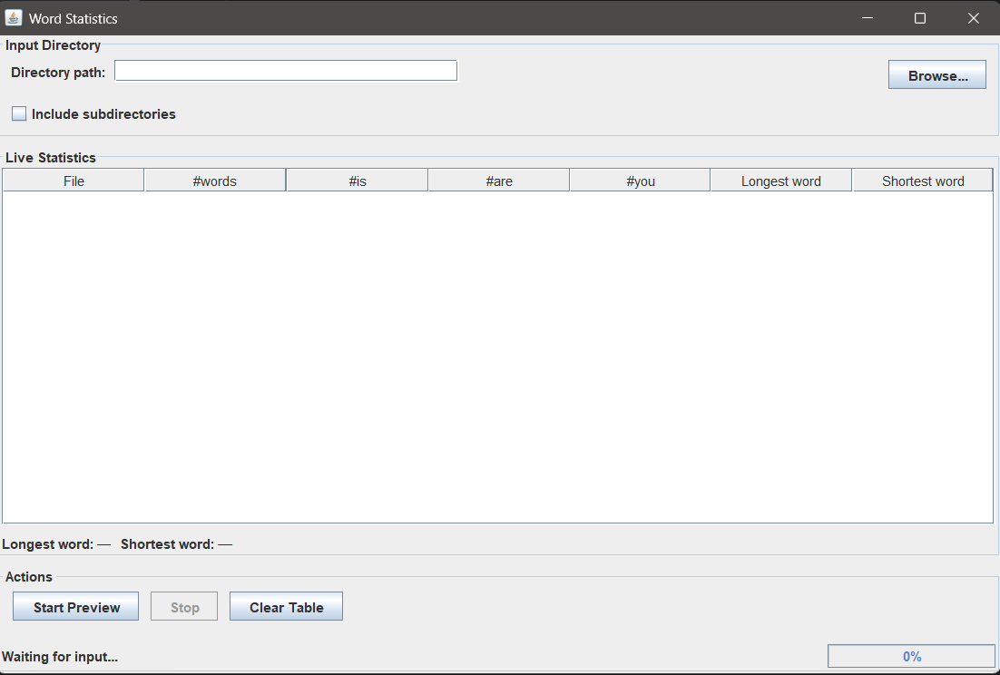 Word Statistics
Input Directory
Directory path:
Browse...
Include subdirectories
Live Statistics
File #words #is #are #you Longest word Shortest word
Longest word: — Shortest word: —
Actions
Start Preview Stop Clear Table
Waiting for input... 0%